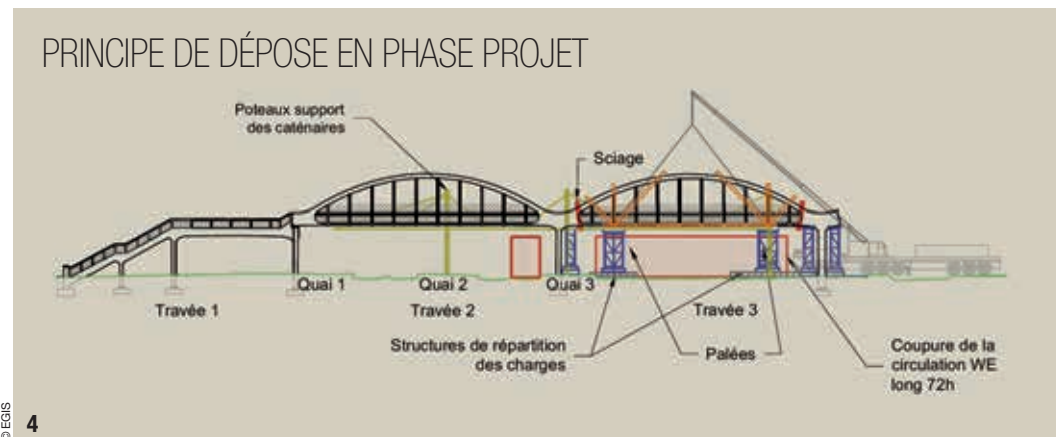 PRINCIPE DE DÉPOSE EN PHASE PROJET
Poteaux support
des caténaires
Sciage
Quai 1
Quai 2
Quai 3
Travée 1
Travée 2
Travée 3
Structures de répartition
des charges
Palées
Coupure de la
circulation WE
long 72h
© EGIS
4